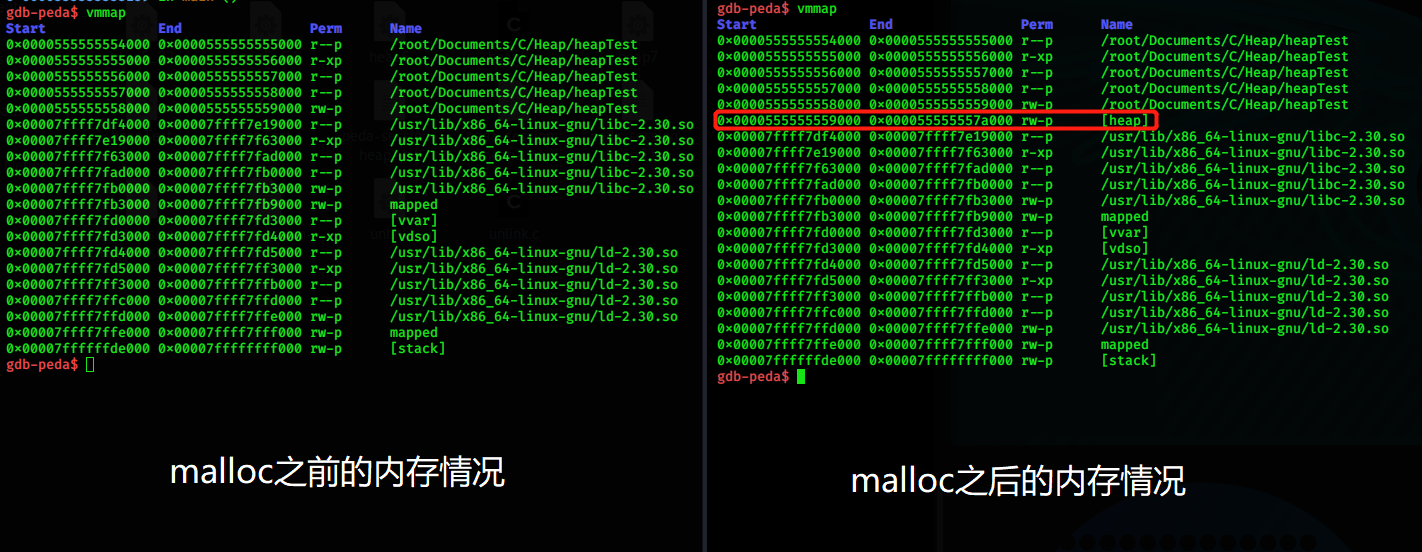 gdb-peda$ vmmap
Start End Perm Name
0x0000555555554000 0x0000555555555000 r--p /root/Documents/C/Heap/heapTest
0x0000555555555000 0x0000555555556000 r-xp /root/Documents/C/Heap/heapTest
0x0000555555556000 0x0000555555557000 r--p /root/Documents/C/Heap/heapTest
0x0000555555557000 0x0000555555558000 r--p /root/Documents/C/Heap/heapTest
0x0000555555558000 0x0000555555559000 rw-p /root/Documents/C/Heap/heapTest
0x00007ffff7df4000 0x00007ffff7e19000 r--p /usr/lib/x86_64-linux-gnu/libc-2.30.so
0x00007ffff7e19000 0x00007ffff7f63000 r-xp /usr/lib/x86_64-linux-gnu/libc-2.30.so
0x00007ffff7f63000 0x00007ffff7fad000 r--p /usr/lib/x86_64-linux-gnu/libc-2.30.so
0x00007ffff7fad000 0x00007ffff7fb0000 r--p /usr/lib/x86_64-linux-gnu/libc-2.30.so
0x00007ffff7fb0000 0x00007ffff7fb3000 rw-p /usr/lib/x86_64-linux-gnu/libc-2.30.so
0x00007ffff7fb3000 0x00007ffff7fb9000 rw-p mapped
0x00007ffff7fd0000 0x00007ffff7fd3000 r--p [vvar]
0x00007ffff7fd3000 0x00007ffff7fd4000 r-xp [vdso]
0x00007ffff7fd4000 0x00007ffff7fd5000 r--p /usr/lib/x86_64-linux-gnu/ld-2.30.so
0x00007ffff7fd5000 0x00007ffff7ff3000 r-xp /usr/lib/x86_64-linux-gnu/ld-2.30.so
0x00007ffff7ff3000 0x00007ffff7ffb000 r--p /usr/lib/x86_64-linux-gnu/ld-2.30.so
0x00007ffff7ffc000 0x00007ffff7ffd000 r--p /usr/lib/x86_64-linux-gnu/ld-2.30.so
0x00007ffff7ffd000 0x00007ffff7ffe000 rw-p /usr/lib/x86_64-linux-gnu/ld-2.30.so
0x00007ffff7ffe000 0x00007ffff7fff000 rw-p mapped
0x00007ffffffde000 0x00007ffffffff000 rw-p [stack]
gdb-peda$
malloc之前的内存情况
gdb-peda$ vmmap
Start End Perm Name
0x0000555555554000 0x0000555555555000 r--p /root/Documents/C/Heap/heapTest
0x0000555555555000 0x0000555555556000 r-xp /root/Documents/C/Heap/heapTest
0x0000555555556000 0x0000555555557000 r--p /root/Documents/C/Heap/heapTest
0x0000555555557000 0x0000555555558000 r--p /root/Documents/C/Heap/heapTest
0x0000555555558000 0x0000555555559000 rw-p /root/Documents/C/Heap/heapTest
0x0000555555559000 0x000055555557a000 rw-p [heap]
0x00007ffff7df4000 0x00007ffff7e19000 r--p /usr/lib/x86_64-linux-gnu/libc-2.30.so
0x00007ffff7e19000 0x00007ffff7f63000 r-xp /usr/lib/x86_64-linux-gnu/libc-2.30.so
0x00007ffff7f63000 0x00007ffff7fad000 r--p /usr/lib/x86_64-linux-gnu/libc-2.30.so
0x00007ffff7fad000 0x00007ffff7fb0000 r--p /usr/lib/x86_64-linux-gnu/libc-2.30.so
0x00007ffff7fb0000 0x00007ffff7fb3000 rw-p /usr/lib/x86_64-linux-gnu/libc-2.30.so
0x00007ffff7fb3000 0x00007ffff7fb9000 rw-p mapped
0x00007ffff7fd0000 0x00007ffff7fd3000 r--p [vvar]
0x00007ffff7fd3000 0x00007ffff7fd4000 r-xp [vdso]
0x00007ffff7fd4000 0x00007ffff7fd5000 r--p /usr/lib/x86_64-linux-gnu/ld-2.30.so
0x00007ffff7fd5000 0x00007ffff7ff3000 r-xp /usr/lib/x86_64-linux-gnu/ld-2.30.so
0x00007ffff7ff3000 0x00007ffff7ffb000 r--p /usr/lib/x86_64-linux-gnu/ld-2.30.so
0x00007ffff7ffc000 0x00007ffff7ffd000 r--p /usr/lib/x86_64-linux-gnu/ld-2.30.so
0x00007ffff7ffd000 0x00007ffff7ffe000 rw-p /usr/lib/x86_64-linux-gnu/ld-2.30.so
0x00007ffff7ffe000 0x00007ffff7fff000 rw-p mapped
0x00007ffffffde000 0x00007ffffffff000 rw-p [stack]
gdb-peda$
malloc之后的内存情况